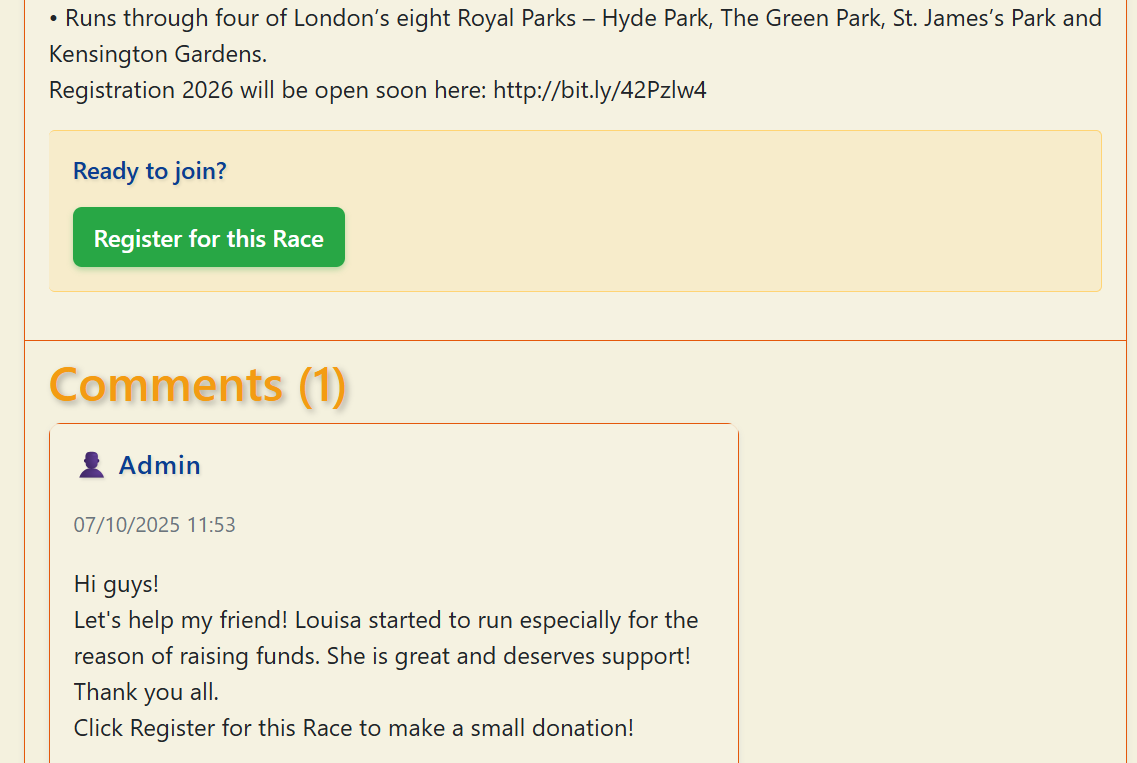 • Runs through four of London’s eight Royal Parks – Hyde Park, The Green Park, St. James’s Park and
Kensington Gardens.
Registration 2026 will be open soon here: http://bit.ly/42Pzlw4
Ready to join?
Register for this Race
Comments (1)
Admin
07/10/2025 11:53
Hi guys!
Let's help my friend! Louisa started to run especially for the
reason of raising funds. She is great and deserves support!
Thank you all.
Click Register for this Race to make a small donation!